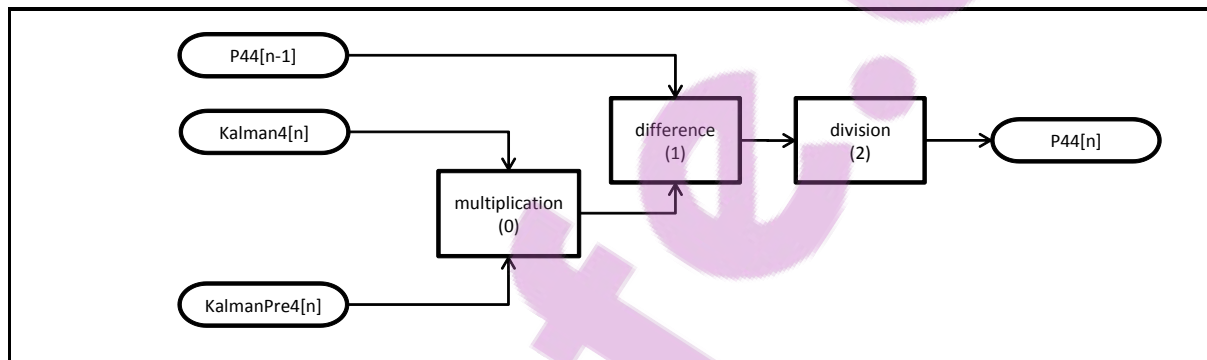 P44[n-1]
Kalman4[n]
difference
(1)
division
(2)
P44[n]
multiplication
(0)
KalmanPre4[n]